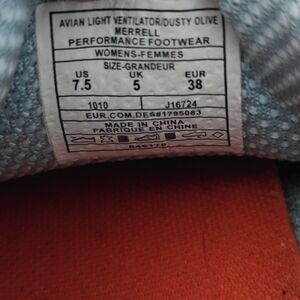 AVIAN LIGHT VENTILATOR/DUSTY OLIVE
MERRELL
PERFORMANCE FOOTWEAR
WOMENS-FEMMES
SIZE-GRANDEUR
US UK EUR
7.5 5 38
1010 J16724
EUR.COM.DES#1795083
MADE IN CHINA
FABRIQUE EN CHINE